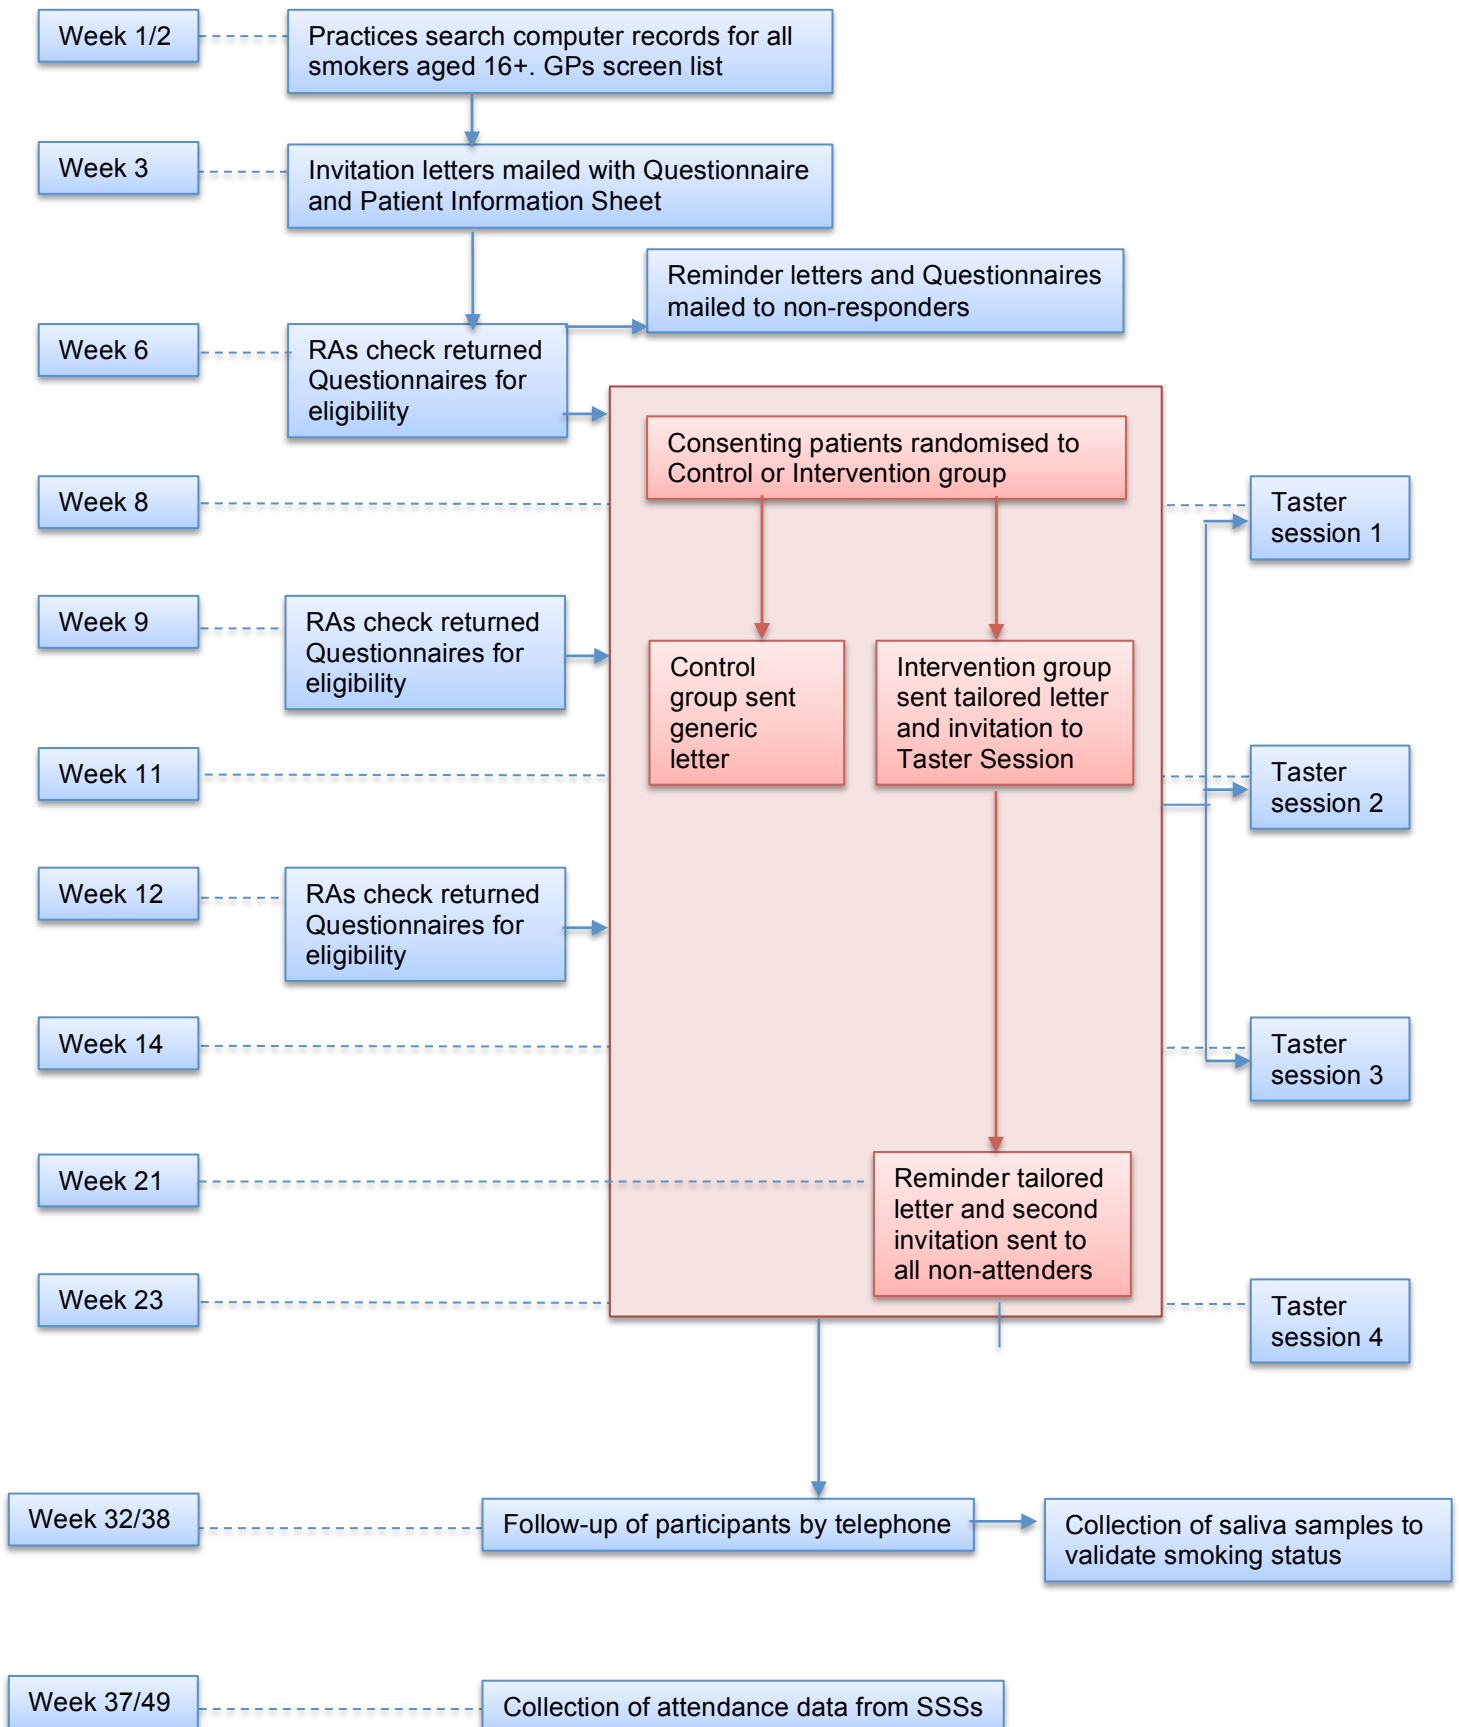 Week 1/2
Practices search computer records for all
smokers aged 16+. GPs screen list
Week 3
Invitation letters mailed with Questionnaire
and Patient Information Sheet
Reminder letters and Questionnaires
mailed to non-responders
Week 6
RAs check returned
Questionnaires for
eligibility
Consenting patients randomised to
Control or Intervention group
Week 8
Taster
session 1
Week 9
RAs check returned
Questionnaires for
eligibility
Control
group sent
generic
letter
Intervention group
sent tailored letter
and invitation to
Taster Session
Week 11
Taster
session 2
Week 12
RAs check returned
Questionnaires for
eligibility
Week 14
Taster
session 3
Week 21
Reminder tailored
letter and second
invitation sent to
all non-attenders
Week 23
Taster
session 4
Week 32/38
Follow-up of participants by telephone
Collection of saliva samples to
validate smoking status
Week 37/49
Collection of attendance data from SSSs